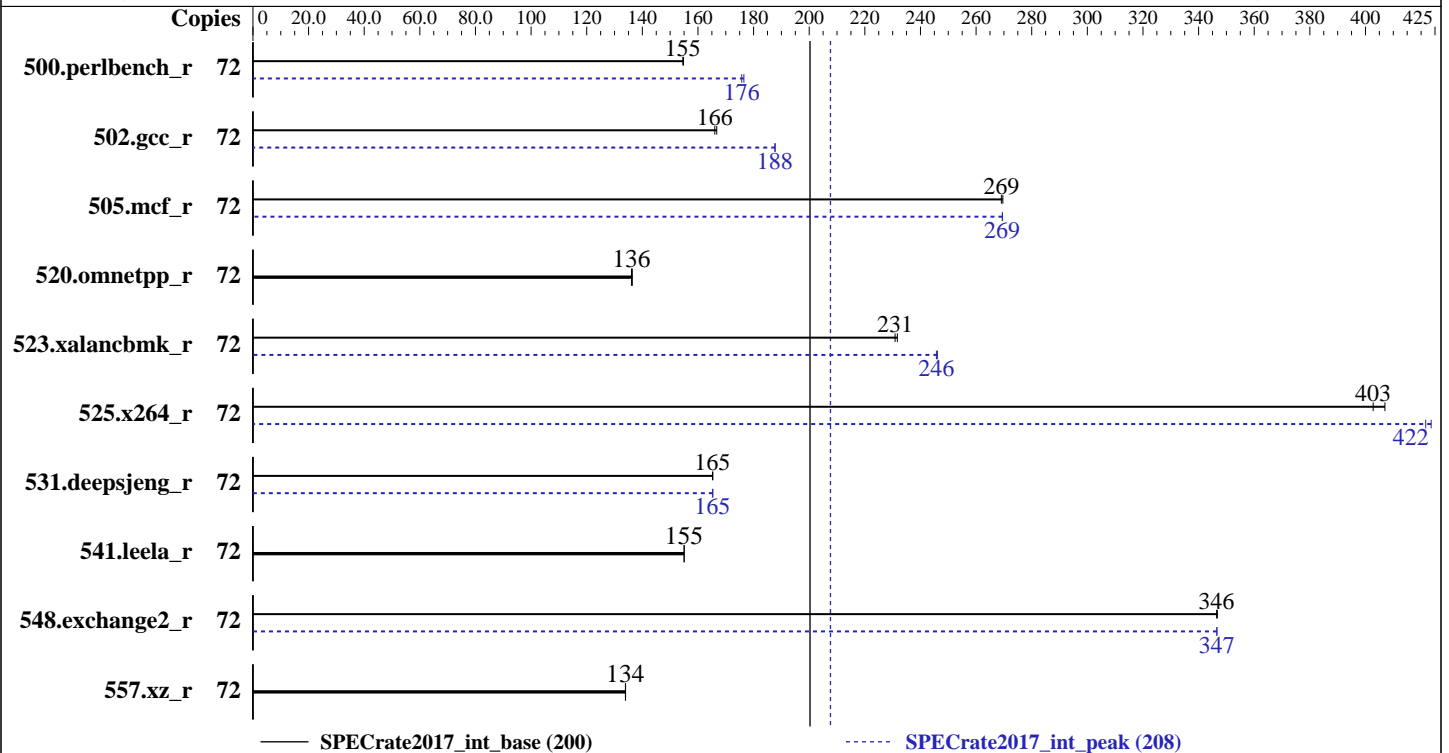 Copies 0 20.0 40.0 60.0 80.0 100 120 140 160 180 200 220 240 260 280 300 320 340 360 380 400 425
155
500.perlbench_r 72
176
166
502.gcc_r 72
188
269
505.mcf_r 72
269
136
520.omnetpp_r 72
231
523.xalancbmk_r 72
246
403
525.x264_r 72
422
165
531.deepsjeng_r 72
165
155
541.leela_r 72
346
548.exchange2_r 72
347
134
557.xz_r 72
SPECrate2017_int_base (200) SPECrate2017_int_peak (208)